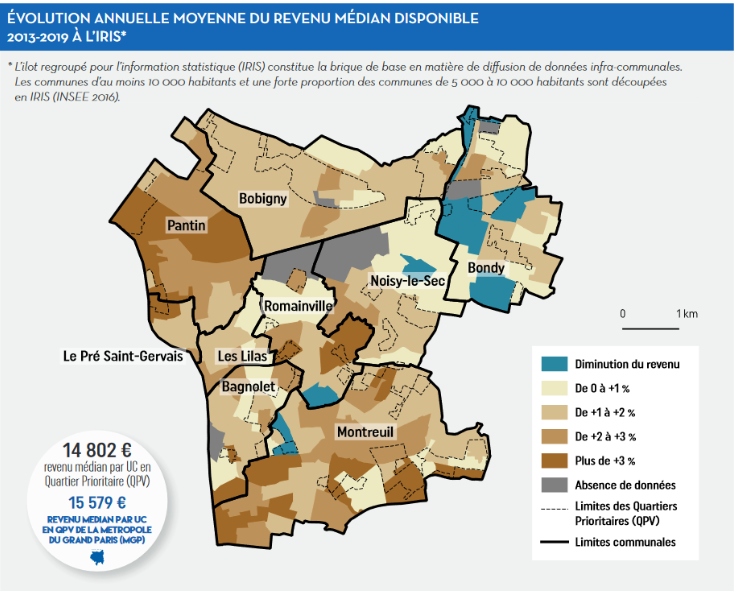 ÉVOLUTION ANNUELLE MOYENNE DU REVENU MÉDIAN DISPONIBLE
2013-2019 À L'IRIS*
* L'ilot regroupé pour l'information statistique (IRIS) constitue la brique de base en matière de diffusion de données infra-communales.
Les communes d'au moins 10 000 habitants et une forte proportion des communes de 5 000 à 10 000 habitants sont découpées
en IRIS (INSEE 2016).
Bobigny
Pantin
Bondy
Noisy-le-Sec
Romainville
Le Pré Saint-Gervais
Les Lilas
Bagnolet
Montreuil
0 1 km
Diminution du revenu
De 0 à +1 %
De +1 à +2 %
De +2 à +3 %
Plus de +3 %
Absence de données
Limites des Quartiers
Prioritaires (QPV)
Limites communales
14 802 €
revenu médian par UC en
Quartier Prioritaire (QPV)
15 579 €
REVENU MEDIAN PAR UC
EN QPV DE LA METROPOLE
DU GRAND PARIS (MGP)